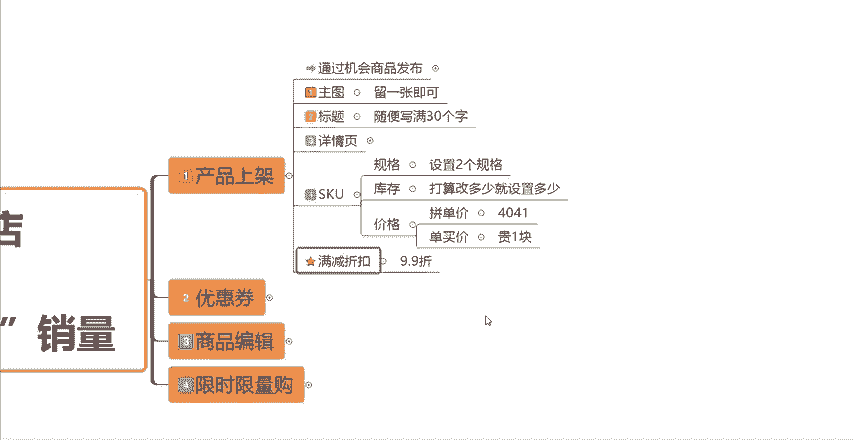 通过机会商品发布
主图 留一张即可
标题 随便写满30个字
详情页
规格 设置2个规格
1 产品上架
SKU
库存 打算改多少就设置多少
拼单价 4041
价格
店
单买价 贵1块
满减折扣 9.9折
2 优惠券
” 销量
商品编辑
限时限量购